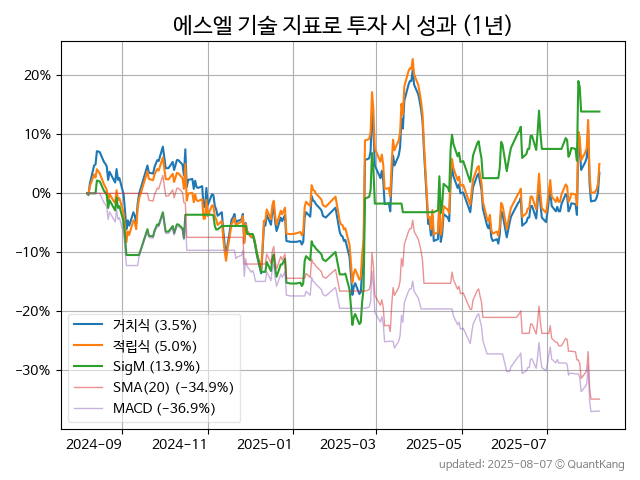 에스엘 기술 지표로 투자 시 성과 (1년)
20%
10%
0%
−10%
−20%
−30%
거치식 (3.5%)
적립식 (5.0%)
SigM (13.9%)
SMA(20) (−34.9%)
MACD (−36.9%)
2024-09 2024-11 2025-01 2025-03 2025-05 2025-07
updated: 2025-08-07 © QuantKang